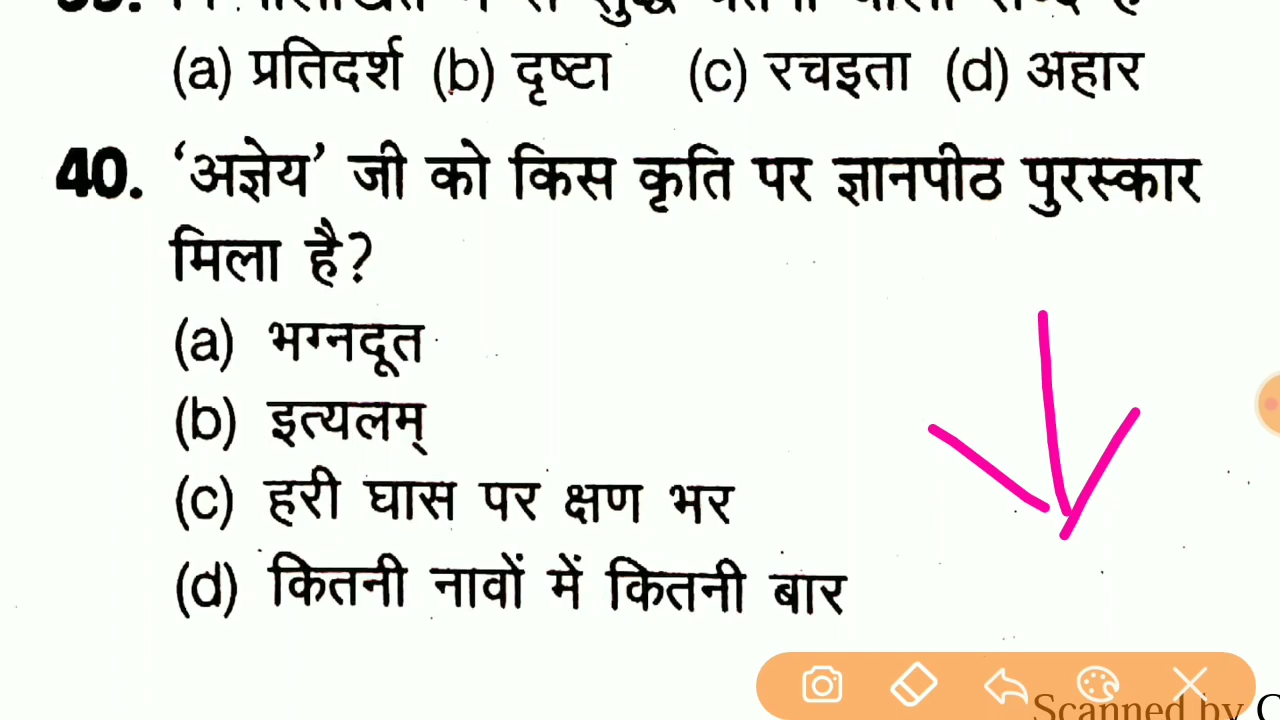 (a) प्रतिदर्श (b) दृष्टा (c) रचइता (d) अहार
40. ‘अज्ञेय’ जी को किस कृति पर ज्ञानपीठ पुरस्कार
मिला है?
(a) भग्नदूत
(b) इत्यलम्
(c) हरी घास पर क्षण भर
(d) कितनी नावों में कितनी बार
Scanned by C